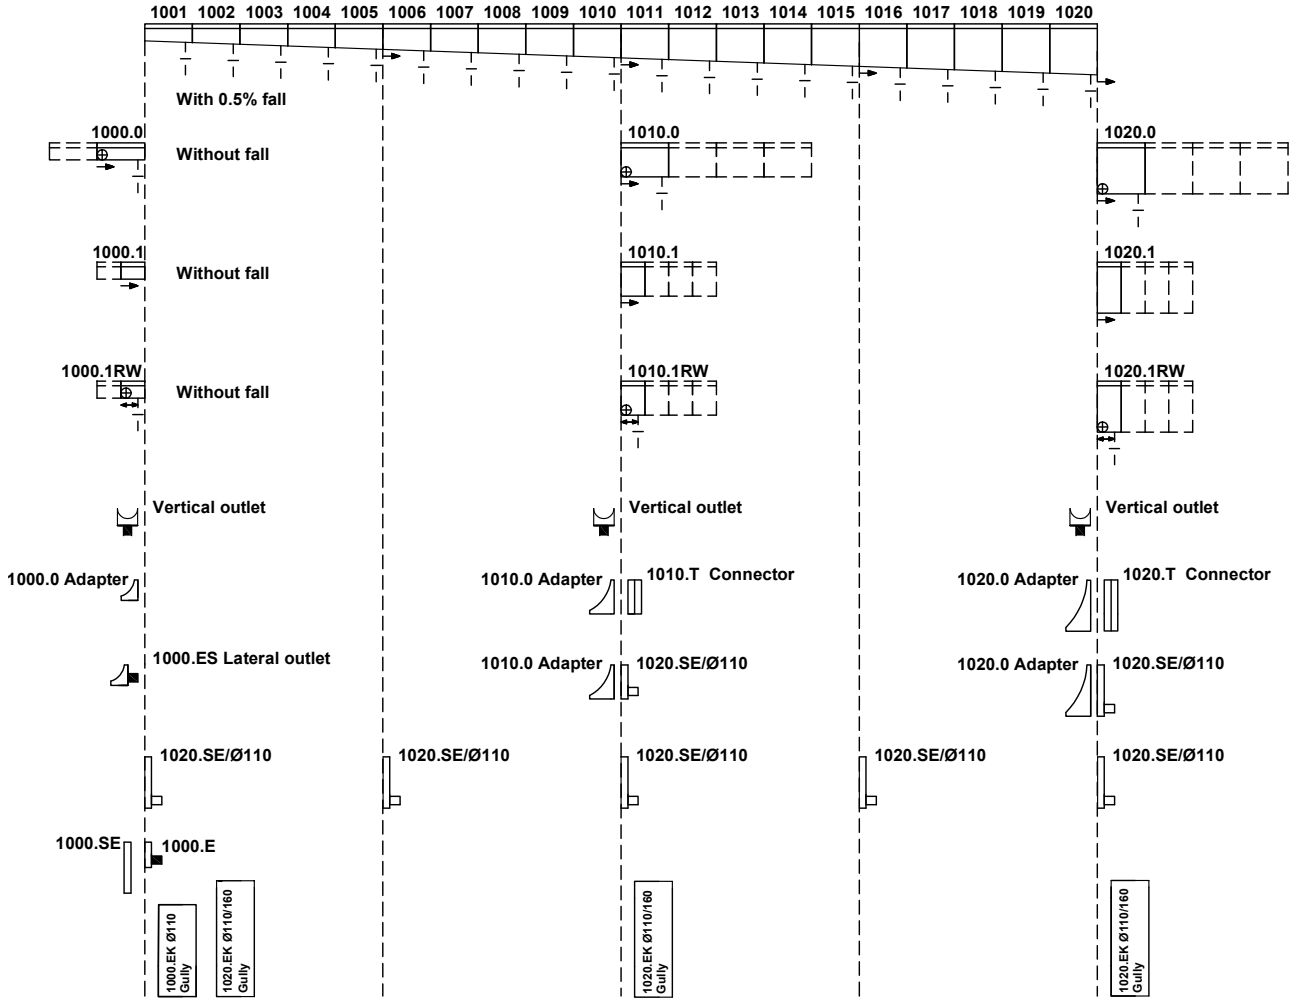 1001 1002 1003 1004 1005 1006 1007 1008 1009 1010 1011 1012 1013 1014 1015 1016 1017 1018 1019 1020
With 0.5% fall
1000.0 Without fall 1010.0 1020.0
1000.1 Without fall 1010.1 1020.1
1000.1RW Without fall 1010.1RW 1020.1RW
Vertical outlet Vertical outlet Vertical outlet
1000.0 Adapter 1010.0 Adapter 1010.T Connector 1020.0 Adapter 1020.T Connector
1000.ES Lateral outlet 1010.0 Adapter 1020.SE/Ø110 1020.0 Adapter 1020.SE/Ø110
1020.SE/Ø110 1020.SE/Ø110 1020.SE/Ø110 1020.SE/Ø110 1020.SE/Ø110
1000.SE 1000.E
1000.EK Ø110
Gully
1020.EK Ø110/160
Gully
1020.EK Ø110/160
Gully
1020.EK Ø110/160
Gully